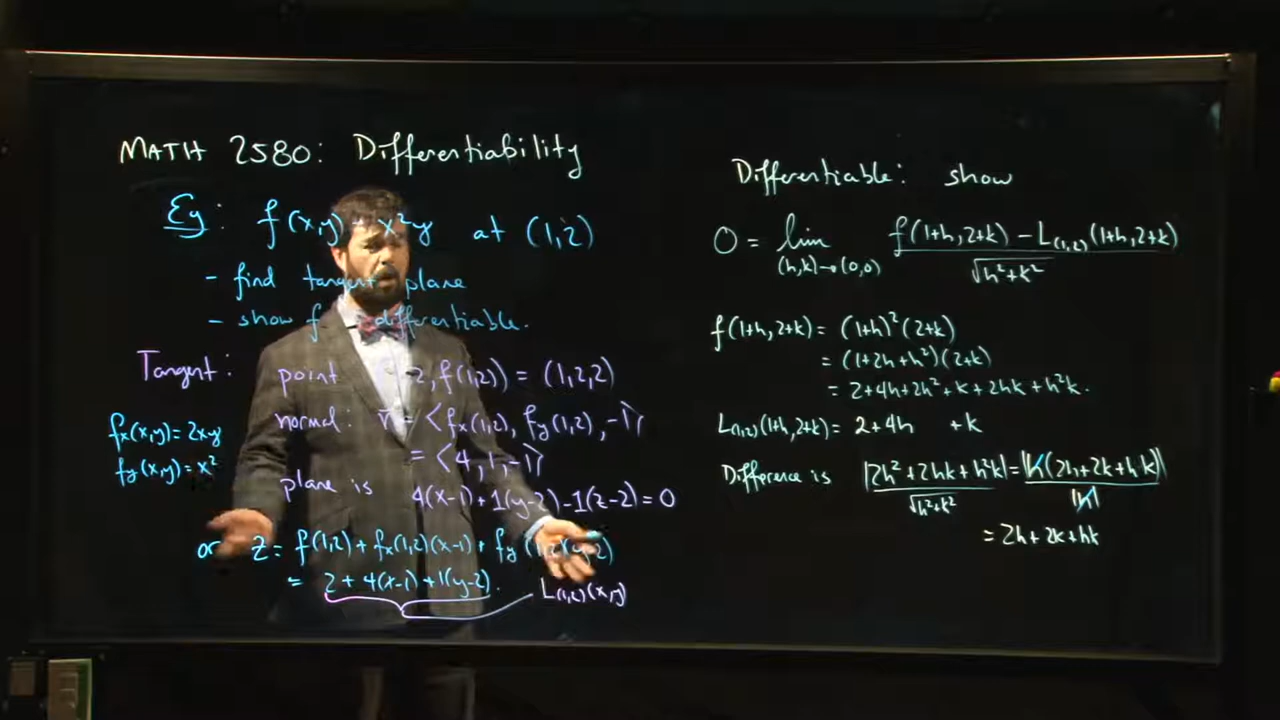 MATH 2580: Differentiability
Eg: f(x,y) = x²y at (1,2)
- find tangent plane
- show f differentiable.
Tangent:
point 2, f(1,2)) = (1,2,2)
normal: n⃗ = ⟨fx(1,2), fy(1,2), -1⟩
= ⟨4, 1, -1⟩
fx(x,y) = 2xy
fy(x,y) = x²
plane is 4(x-1)+1(y-2)-1(z-2)=0
or z = f(1,2) + fx(1,2)(x-1) + fy(1,2)(y-2)
= 2 + 4(x-1) + 1(y-2).
L(1,2)(x,y)
Differentiable: show
0 = lim (h,k)→(0,0) f(1+h,2+k) - L(1,2)(1+h,2+k) / √h²+k²
f(1+h,2+k) = (1+h)²(2+k)
= (1+2h+h²)(2+k)
= 2+4h+2h²+k+2hk+h²k.
L(1,2)(1+h,2+k) = 2+4h +k
Difference is |2h²+2hk+h²k| / √h²+k² = |h(2h+2k+h·k)| / |h|
= 2h+2k+hk